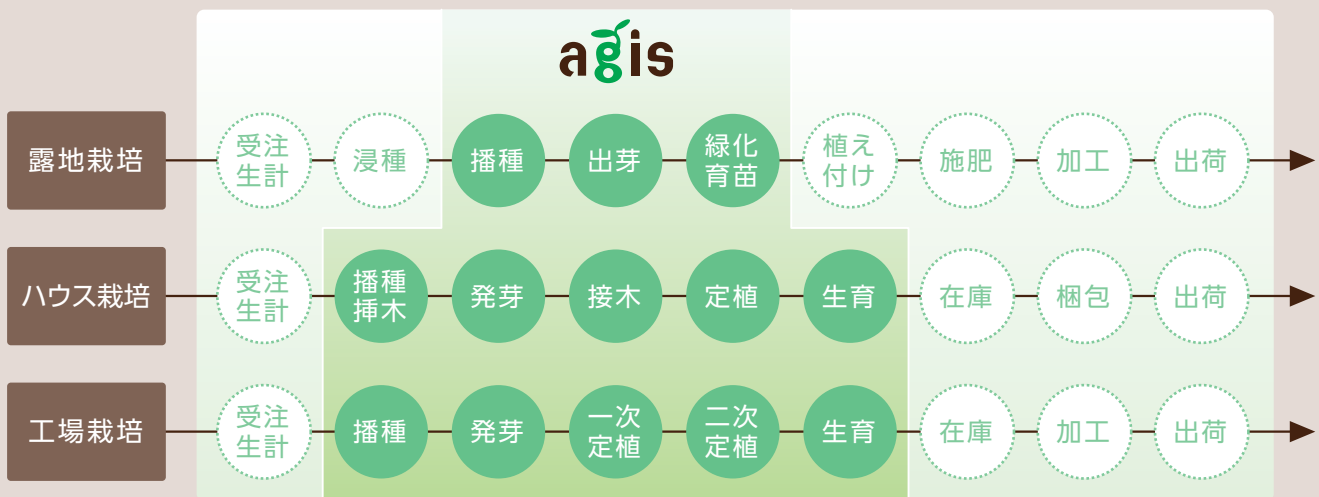 agis
露地栽培
受注
生計
浸種
播種
出芽
緑化
育苗
植え
付け
施肥
加工
出荷
ハウス栽培
受注
生計
播種
挿木
発芽
接木
定植
生育
在庫
梱包
出荷
工場栽培
受注
生計
播種
発芽
一次
定植
二次
定植
生育
在庫
加工
出荷